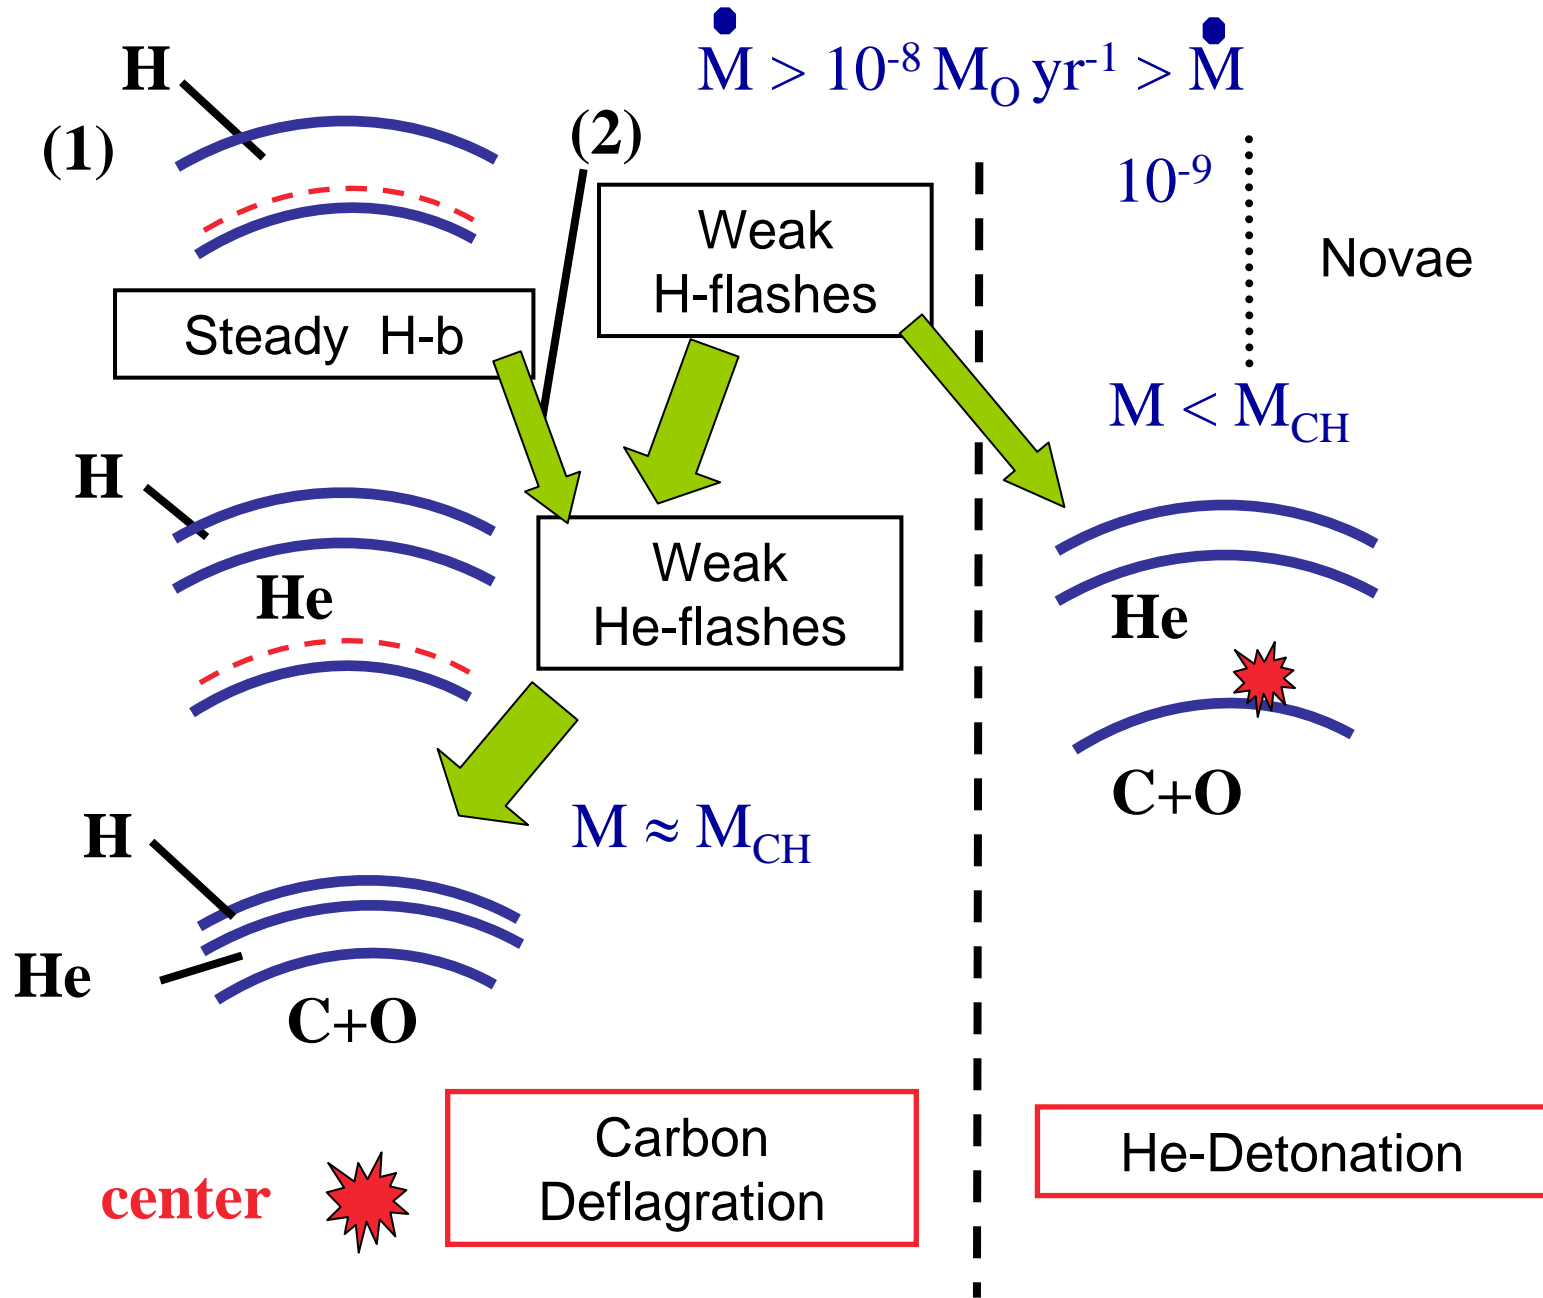 H
Ṁ > 10⁻⁸ M_O yr⁻¹ > Ṁ
(1)
(2)
10⁻⁹
Weak
H-flashes
Novae
Steady H-b
M < M_CH
H
He
Weak
He-flashes
He
C+O
H
M ≈ M_CH
He
C+O
Carbon
Deflagration
He-Detonation
center